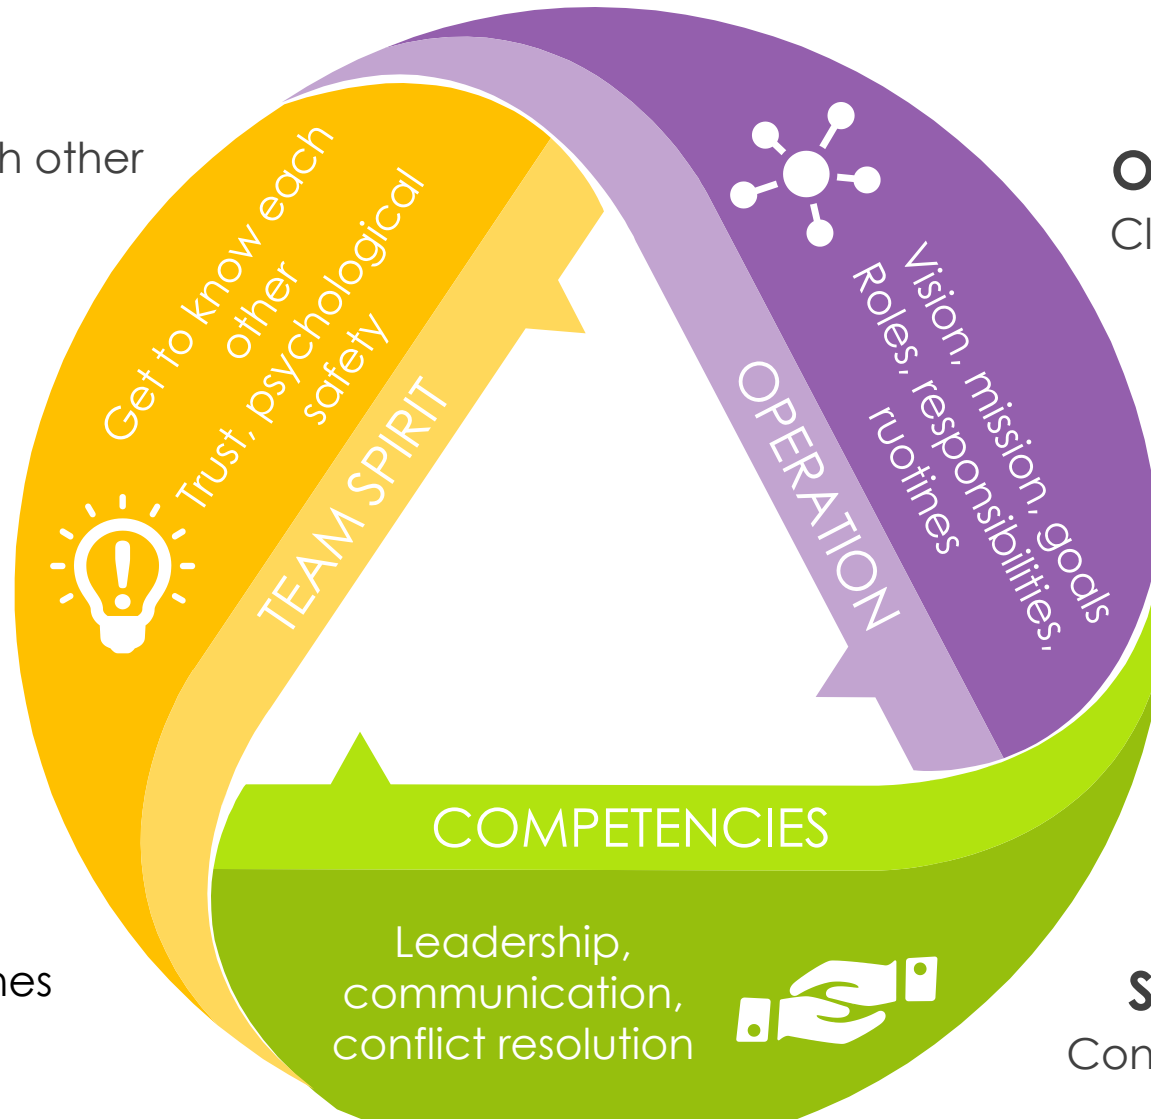 h other
Get to know each
other
Trust, psychological
safety
TEAM SPIRIT
O
Cl
Vision, mission, goals
Roles, responsibilities,
ruotines
OPERATION
COMPETENCIES
Leadership,
communication,
conflict resolution
nes
S
Con